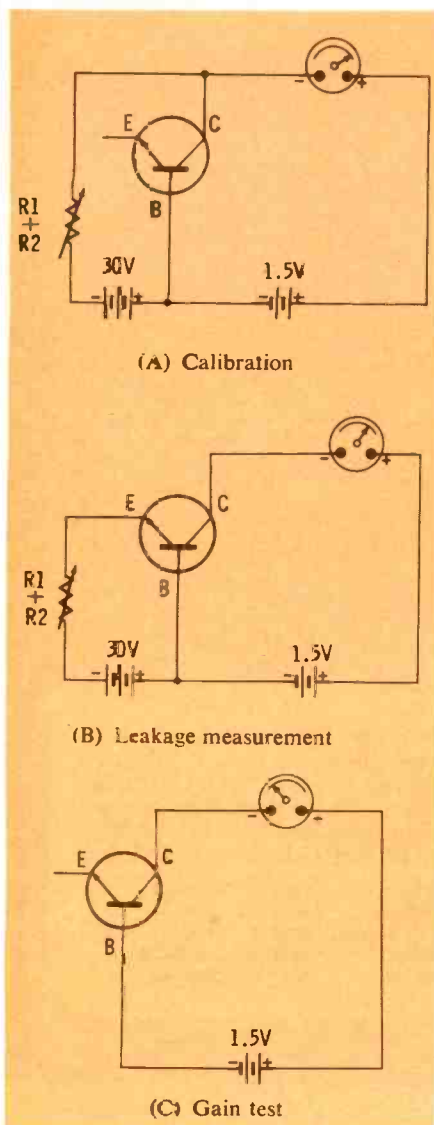 - +
E C
B
R1
+
R2
30V 1.5V
- + - +
(A) Calibration
- +
E C
B
R1
+
R2
30V 1.5V
- + - +
(B) Leakage measurement
- -
E C
B
1.5V
- +
(C) Gain test